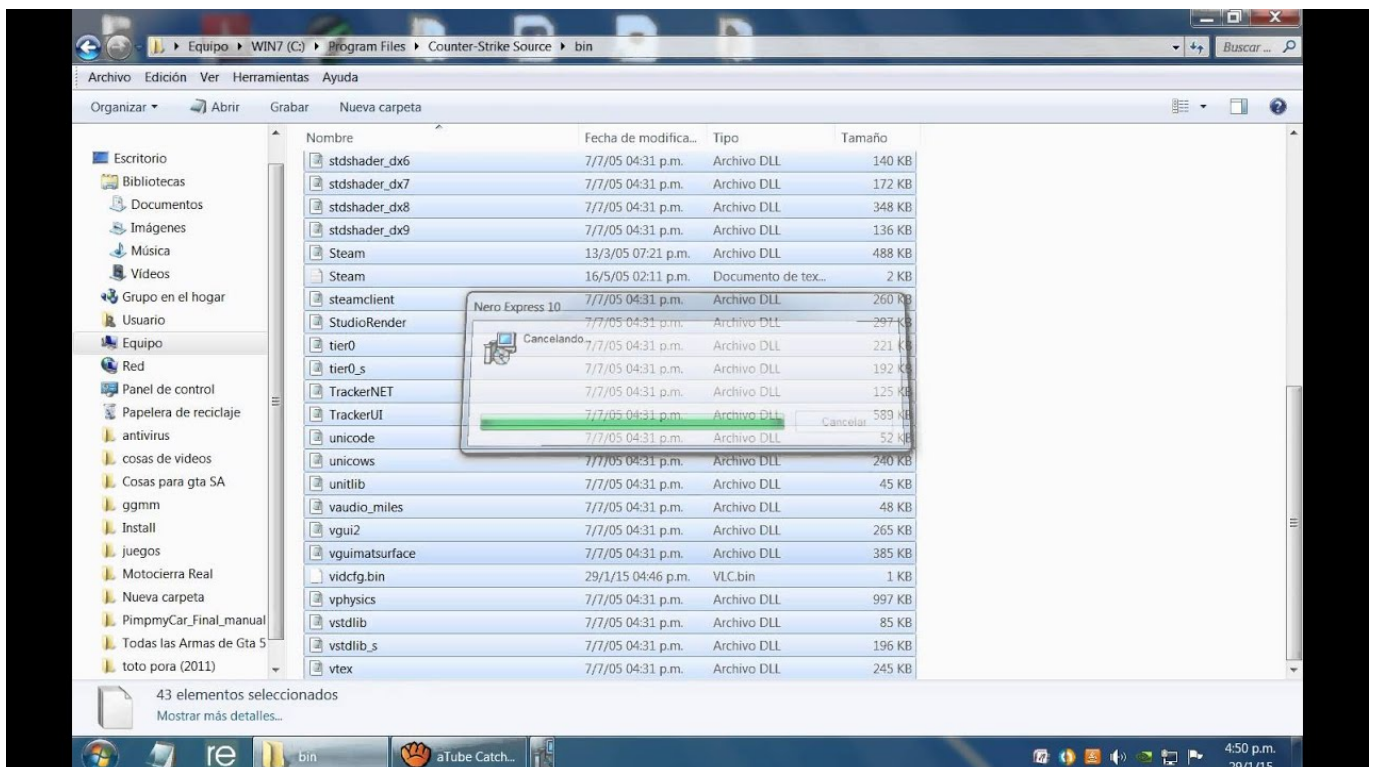 Equipo ▸ WIN7 (C:) ▸ Program Files ▸ Counter-Strike Source ▸ bin
Buscar ...
Archivo Edición Ver Herramientas Ayuda
Organizar Abrir Grabar Nueva carpeta
Nombre Fecha de modifica... Tipo Tamaño
Escritorio
Bibliotecas
Documentos
Imágenes
Música
Vídeos
Grupo en el hogar
Usuario
Equipo
Red
Panel de control
Papelera de reciclaje
antivirus
cosas de videos
Cosas para gta SA
ggmm
Install
juegos
Motocierra Real
Nueva carpeta
PimpmyCar_Final_manual
Todas las Armas de Gta 5
toto pora (2011)
stdshader_dx6 7/7/05 04:31 p.m. Archivo DLL 140 KB
stdshader_dx7 7/7/05 04:31 p.m. Archivo DLL 172 KB
stdshader_dx8 7/7/05 04:31 p.m. Archivo DLL 348 KB
stdshader_dx9 7/7/05 04:31 p.m. Archivo DLL 136 KB
Steam 13/3/05 07:21 p.m. Archivo DLL 488 KB
Steam 16/5/05 02:11 p.m. Documento de tex... 2 KB
steamclient 7/7/05 04:31 p.m. Archivo DLL 260 KB
StudioRender 7/7/05 04:31 p.m. Archivo DLL 297 KB
tier0 7/7/05 04:31 p.m. Archivo DLL 221 KB
tier0_s 7/7/05 04:31 p.m. Archivo DLL 192 KB
TrackerNET 7/7/05 04:31 p.m. Archivo DLL 125 KB
TrackerUI 7/7/05 04:31 p.m. Archivo DLL 589 KB
unicode 7/7/05 04:31 p.m. Archivo DLL 52 KB
unicows 7/7/05 04:31 p.m. Archivo DLL 240 KB
unitlib 7/7/05 04:31 p.m. Archivo DLL 45 KB
vaudio_miles 7/7/05 04:31 p.m. Archivo DLL 48 KB
vgui2 7/7/05 04:31 p.m. Archivo DLL 265 KB
vguimatsurface 7/7/05 04:31 p.m. Archivo DLL 385 KB
vidcfg.bin 29/1/15 04:46 p.m. VLC.bin 1 KB
vphysics 7/7/05 04:31 p.m. Archivo DLL 997 KB
vstdlib 7/7/05 04:31 p.m. Archivo DLL 85 KB
vstdlib_s 7/7/05 04:31 p.m. Archivo DLL 196 KB
vtex 7/7/05 04:31 p.m. Archivo DLL 245 KB
Nero Express 10
Cancelando
Cancelar
43 elementos seleccionados
Mostrar más detalles...
re bin aTube Catch...
4:50 p.m.
29/1/15